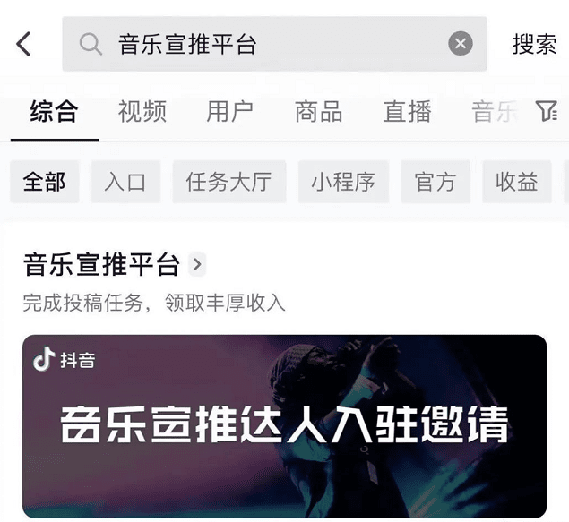 音乐宣推平台 搜索
综合 视频 用户 商品 直播 音乐
全部 入口 任务大厅 小程序 官方 收益
音乐宣推平台
完成投稿任务，领取丰厚收入
抖音
音乐宣推达人入驻邀请